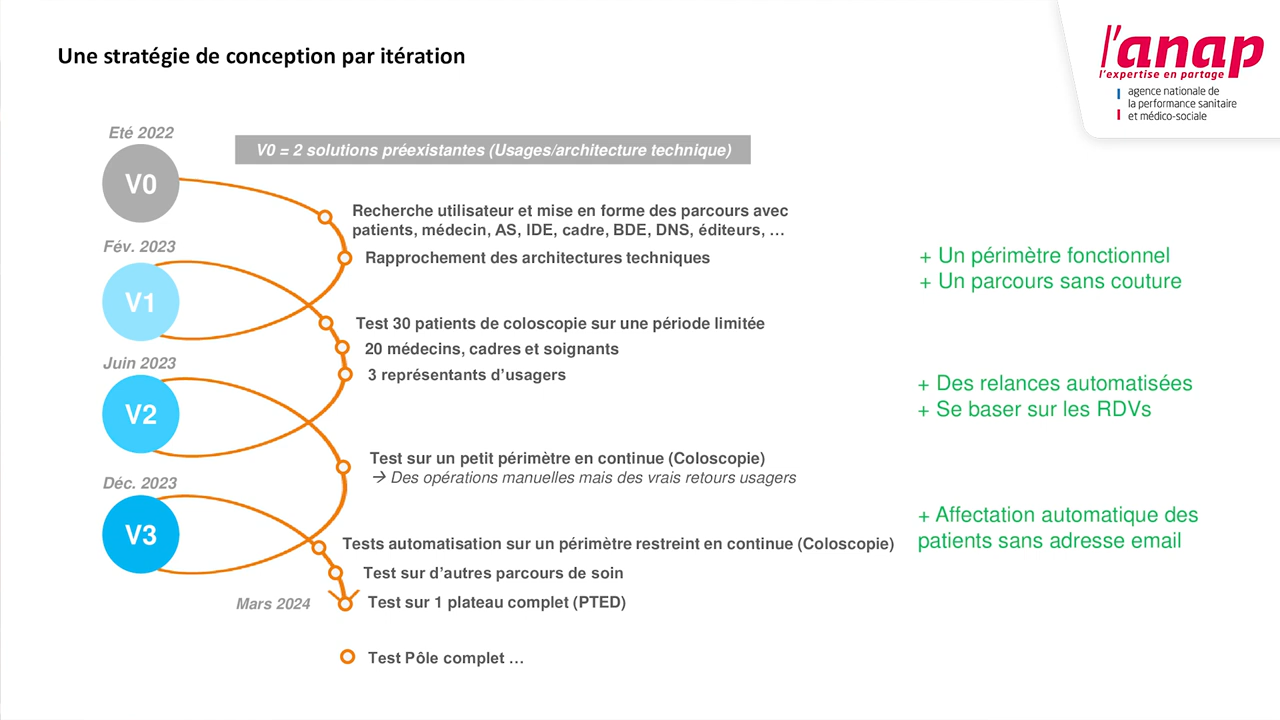 Une stratégie de conception par itération
l'anap
l'expertise en partage
agence nationale de
la performance sanitaire
et médico-sociale
Eté 2022
V0 = 2 solutions préexistantes (Usages/architecture technique)
V0
Recherche utilisateur et mise en forme des parcours avec
patients, médecin, AS, IDE, cadre, BDE, DNS, éditeurs, …
Fév. 2023
Rapprochement des architectures techniques
+ Un périmètre fonctionnel
+ Un parcours sans couture
V1
Test 30 patients de coloscopie sur une période limitée
20 médecins, cadres et soignants
Juin 2023
3 représentants d'usagers
+ Des relances automatisées
+ Se baser sur les RDVs
V2
Test sur un petit périmètre en continue (Coloscopie)
→ Des opérations manuelles mais des vrais retours usagers
Déc. 2023
V3
+ Affectation automatique des
patients sans adresse email
Tests automatisation sur un périmètre restreint en continue (Coloscopie)
Test sur d'autres parcours de soin
Mars 2024
Test sur 1 plateau complet (PTED)
Test Pôle complet …